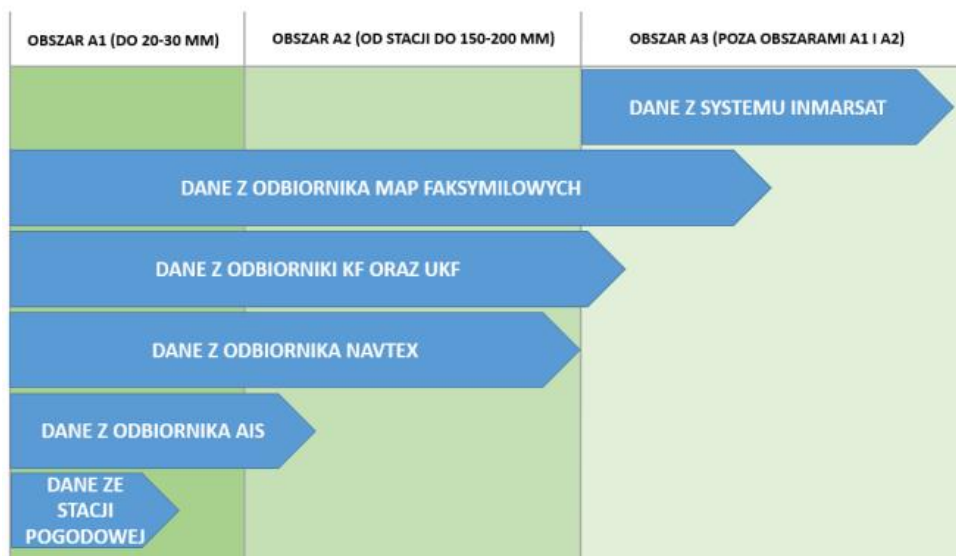 OBSZAR A1 (DO 20-30 MM)
OBSZAR A2 (OD STACJI DO 150-200 MM)
OBSZAR A3 (POZA OBSZARAMI A1 I A2)
DANE Z SYSTEMU INMARSAT
DANE Z ODBIORNIKA MAP FAKSYMILOWYCH
DANE Z ODBIORNIKI KF ORAZ UKF
DANE Z ODBIORNIKA NAVTEX
DANE Z ODBIORNIKA AIS
DANE ZE
STACJI
POGODOWEJ